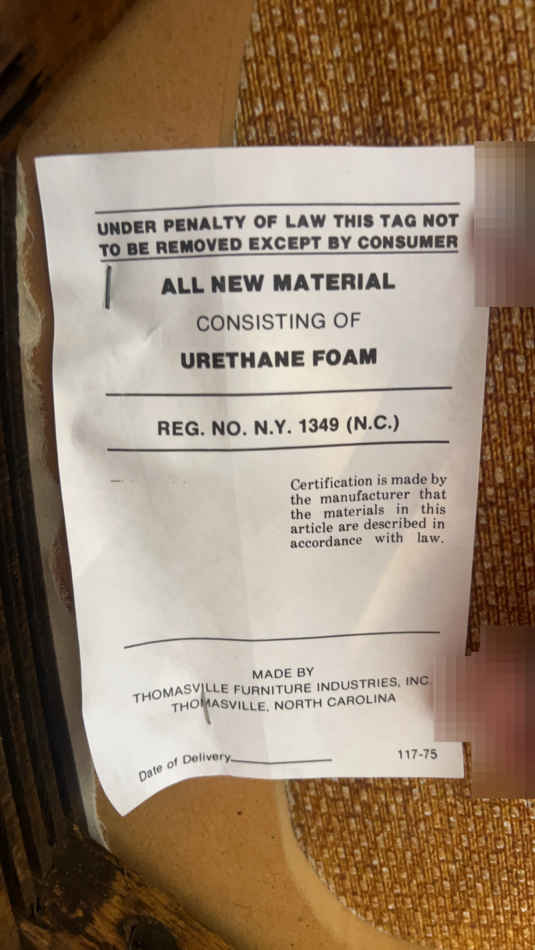 UNDER PENALTY OF LAW THIS TAG NOT
TO BE REMOVED EXCEPT BY CONSUMER
ALL NEW MATERIAL
CONSISTING OF
URETHANE FOAM
REG. NO. N.Y. 1349 (N.C.)
Certification is made by
the manufacturer that
the materials in this
article are described in
accordance with law.
MADE BY
THOMASVILLE FURNITURE INDUSTRIES, INC.
THOMASVILLE, NORTH CAROLINA
Date of Delivery
117-75